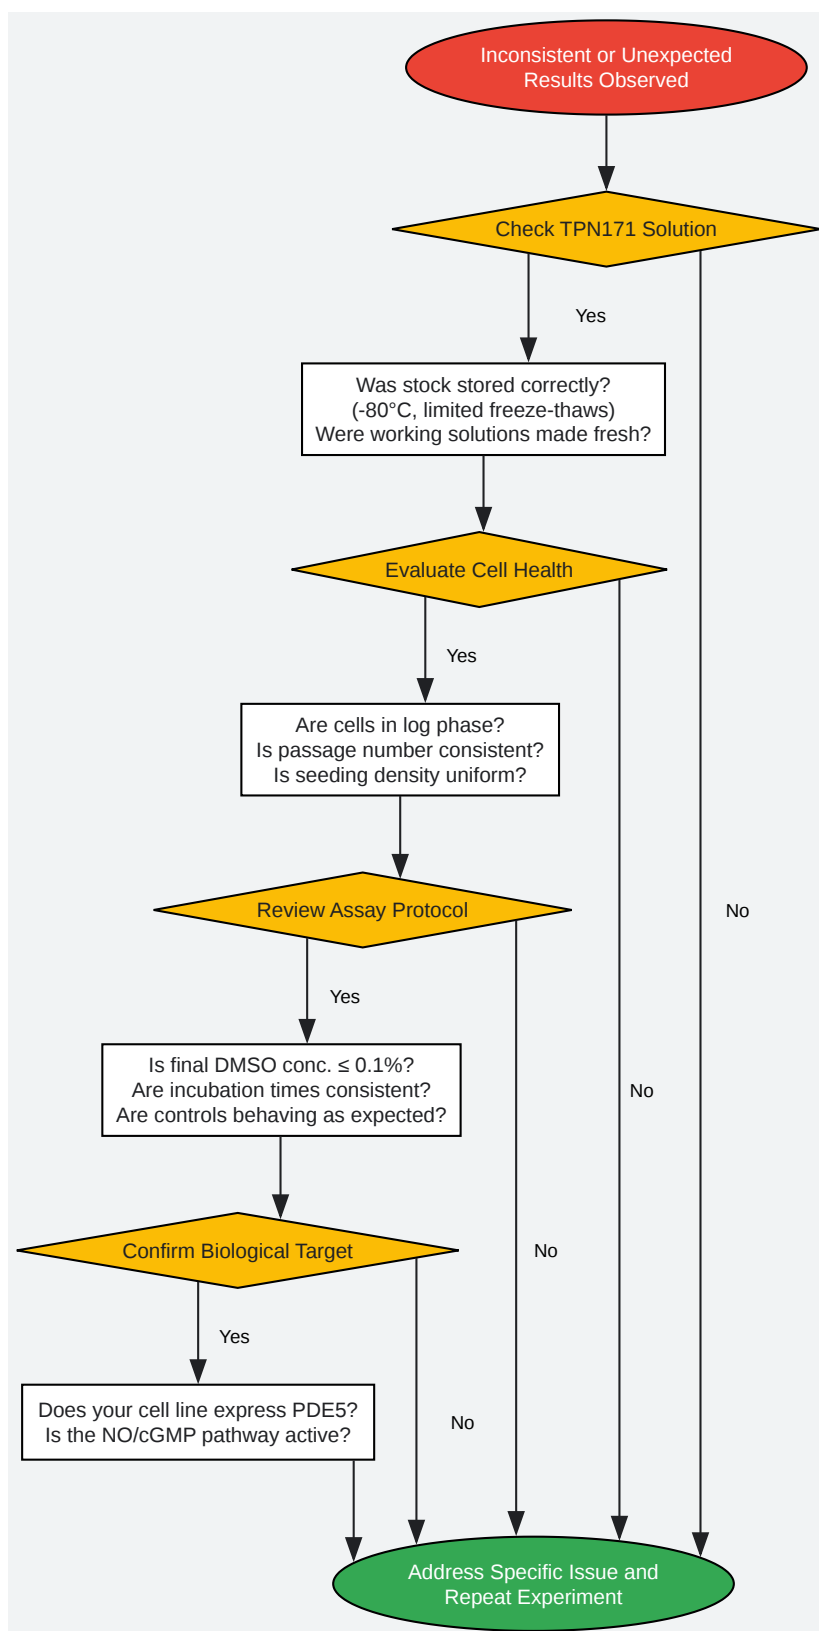 Inconsistent or Unexpected
Results Observed
Check TPN171 Solution
Yes
Was stock stored correctly?
(-80°C, limited freeze-thaws)
Were working solutions made fresh?
Evaluate Cell Health
Yes
Are cells in log phase?
Is passage number consistent?
Is seeding density uniform?
Review Assay Protocol
No
Yes
Is final DMSO conc. ≤ 0.1%?
Are incubation times consistent?
Are controls behaving as expected?
No
Confirm Biological Target
No
Yes
Does your cell line express PDE5?
Is the NO/cGMP pathway active?
No
Address Specific Issue and
Repeat Experiment